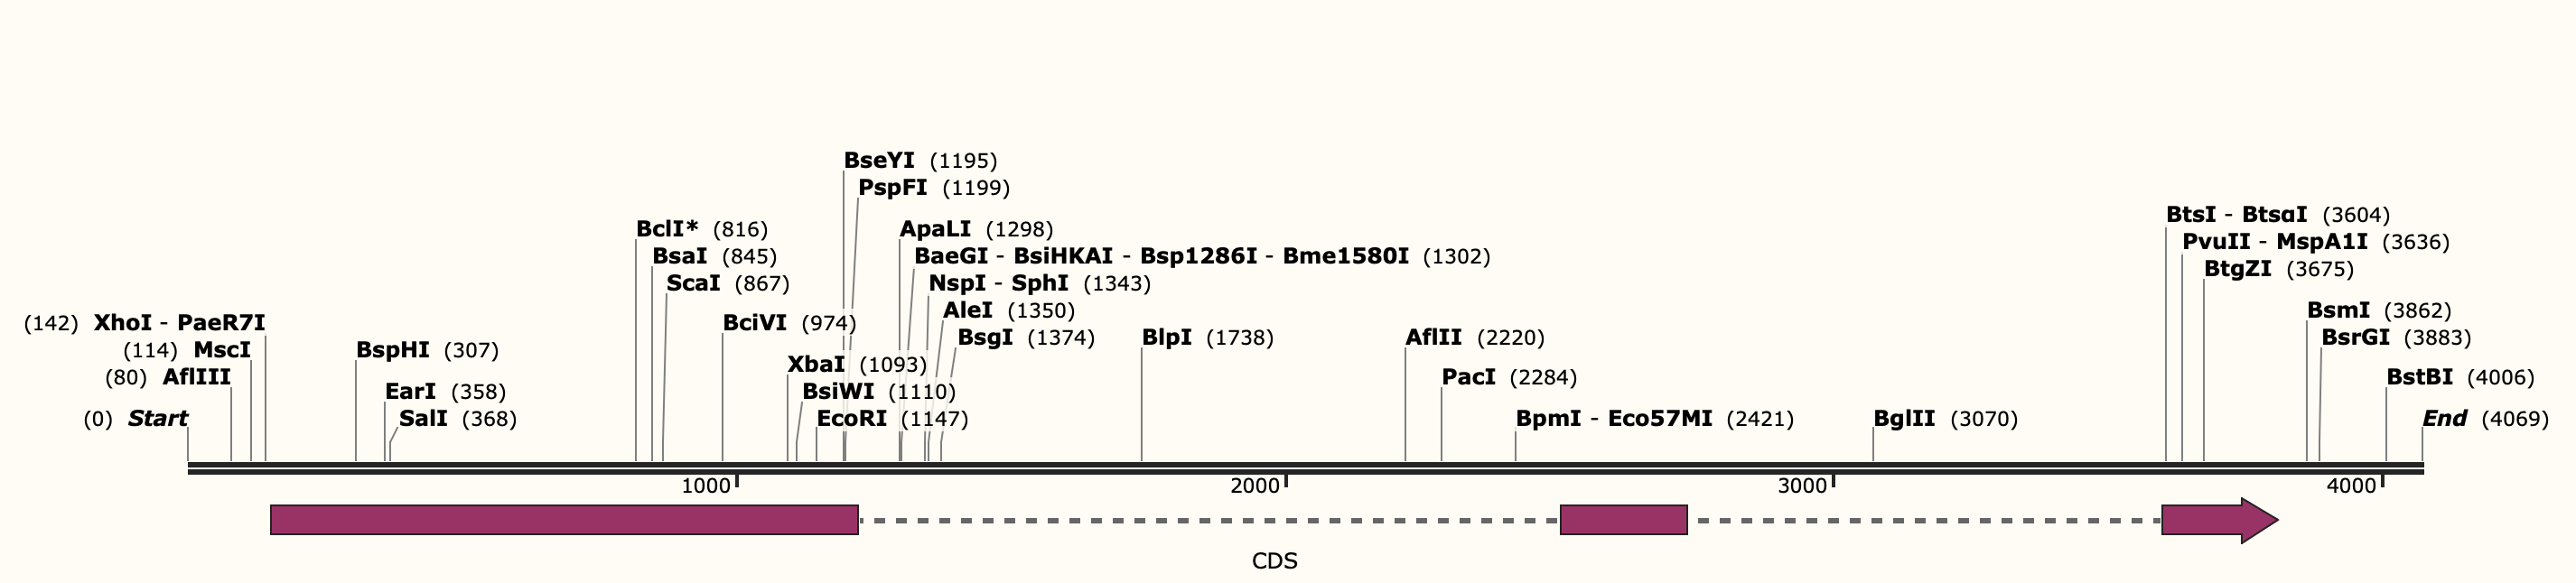 BseYI (1195)
PspFI (1199)
BtsI - BtsαI (3604)
BclI* (816)
ApaLI (1298)
PvuII - MspA1I (3636)
BsaI (845)
BaeGI - BsiHKAI - Bsp1286I - Bme1580I (1302)
BtgZI (3675)
ScaI (867)
NspI - SphI (1343)
AleI (1350)
BsmI (3862)
(142) XhoI - PaeR7I
BciVI (974)
BsgI (1374)
BlpI (1738)
AflII (2220)
BsrGI (3883)
(114) MscI
BspHI (307)
XbaI (1093)
(80) AflIII
PacI (2284)
BstBI (4006)
EarI (358)
BsiWI (1110)
(0) Start
SalI (368)
EcoRI (1147)
BpmI - Eco57MI (2421)
BglII (3070)
End (4069)
1000
2000
3000
4000
CDS